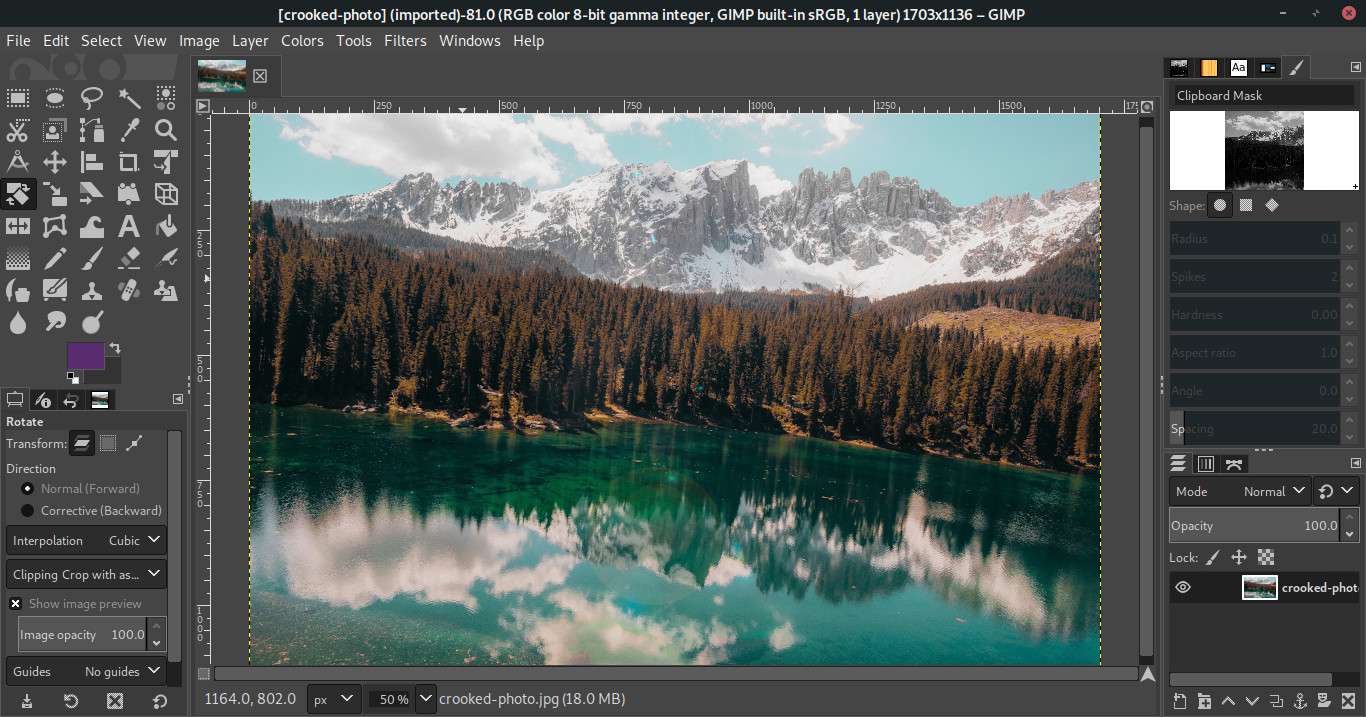 [crooked-photo] (imported)-81.0 (RGB color 8-bit gamma integer, GIMP built-in sRGB, 1 layer) 1703x1136 – GIMP
File Edit Select View Image Layer Colors Tools Filters Windows Help
Aa
Clipboard Mask
0 250 500 750 1000 1250 1500 175
250
500
750
1000
Shape:
Radius 0.1
Spikes 2
Hardness 0.00
Aspect ratio 1.0
Angle 0.0
Spacing 20.0
Rotate
Transform:
Direction
Normal (Forward)
Corrective (Backward)
Interpolation Cubic
Clipping Crop with as...
Show image preview
Image opacity 100.0
Guides No guides
Mode Normal
Opacity 100.0
Lock:
crooked-phot
1164.0, 802.0 px 50 % crooked-photo.jpg (18.0 MB)